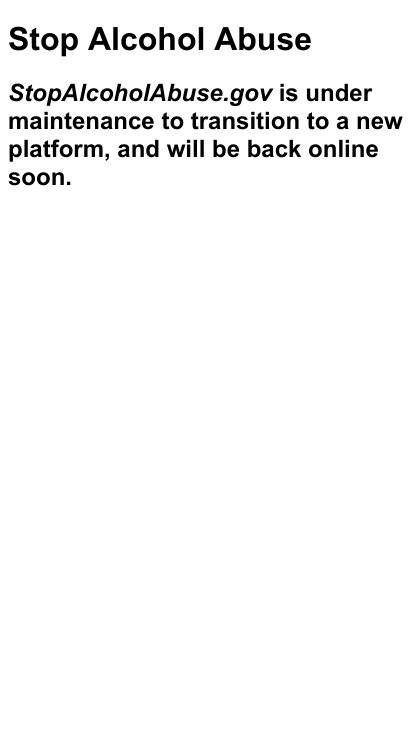 Stop Alcohol Abuse
StopAlcoholAbuse.gov is under
maintenance to transition to a new
platform, and will be back online
soon.